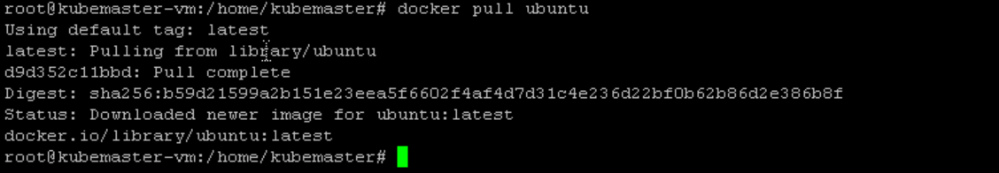 root@kubemaster-vm:/home/kubemaster# docker pull ubuntu
Using default tag: latest
latest: Pulling from library/ubuntu
d9d352c11bbd: Pull complete
Digest: sha256:b59d21599a2b151e23eea5f6602f4af4d7d31c4e236d22bf0b62b86d2e386b8f
Status: Downloaded newer image for ubuntu:latest
docker.io/library/ubuntu:latest
root@kubemaster-vm:/home/kubemaster#